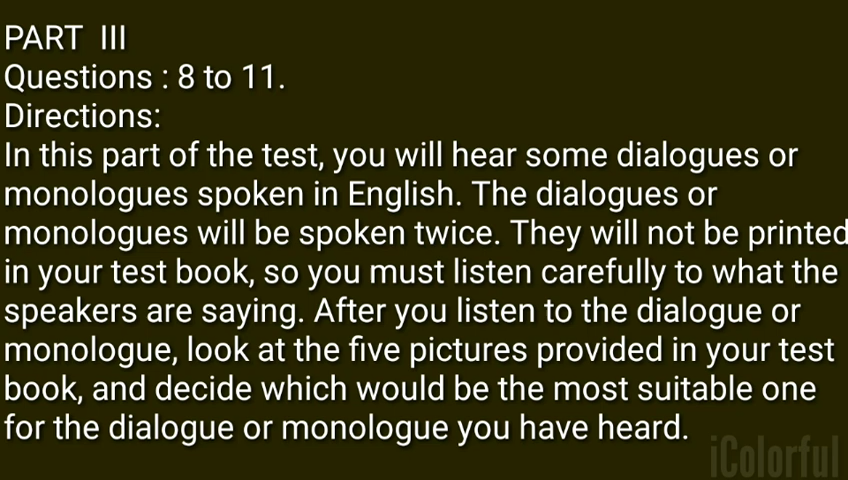 PART III
Questions : 8 to 11.
Directions:
In this part of the test, you will hear some dialogues or
monologues spoken in English. The dialogues or
monologues will be spoken twice. They will not be printed
in your test book, so you must listen carefully to what the
speakers are saying. After you listen to the dialogue or
monologue, look at the five pictures provided in your test
book, and decide which would be the most suitable one
for the dialogue or monologue you have heard.
iColorful